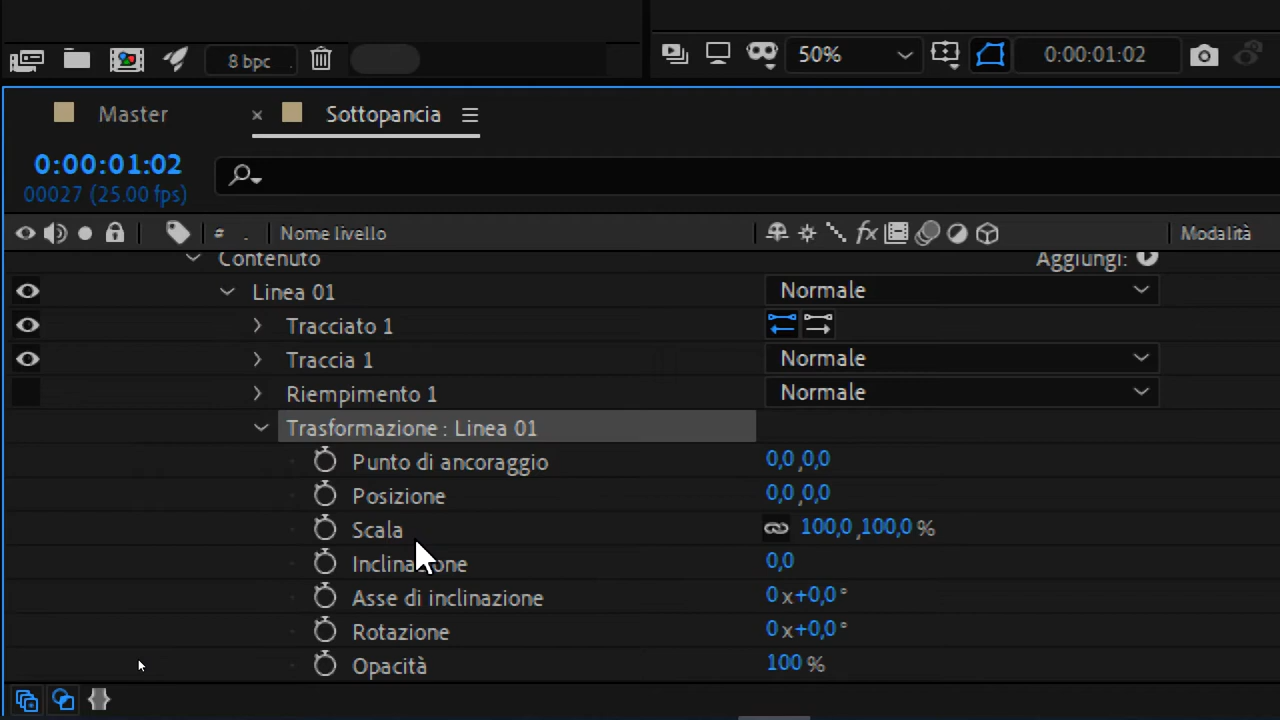 8 bpc
50%
0:00:01:02
Master
× Sottopancia
0:00:01:02
00027 (25.00 fps)
# . Nome livello Modalità
Contenuto Aggiungi:
Linea 01 Normale
Tracciato 1
Traccia 1 Normale
Riempimento 1 Normale
Trasformazione : Linea 01
Punto di ancoraggio 0,0 ,0,0
Posizione 0,0 ,0,0
Scala 100,0 ,100,0 %
Inclinazione 0,0
Asse di inclinazione 0 x+0,0 °
Rotazione 0 x+0,0 °
Opacità 100 %